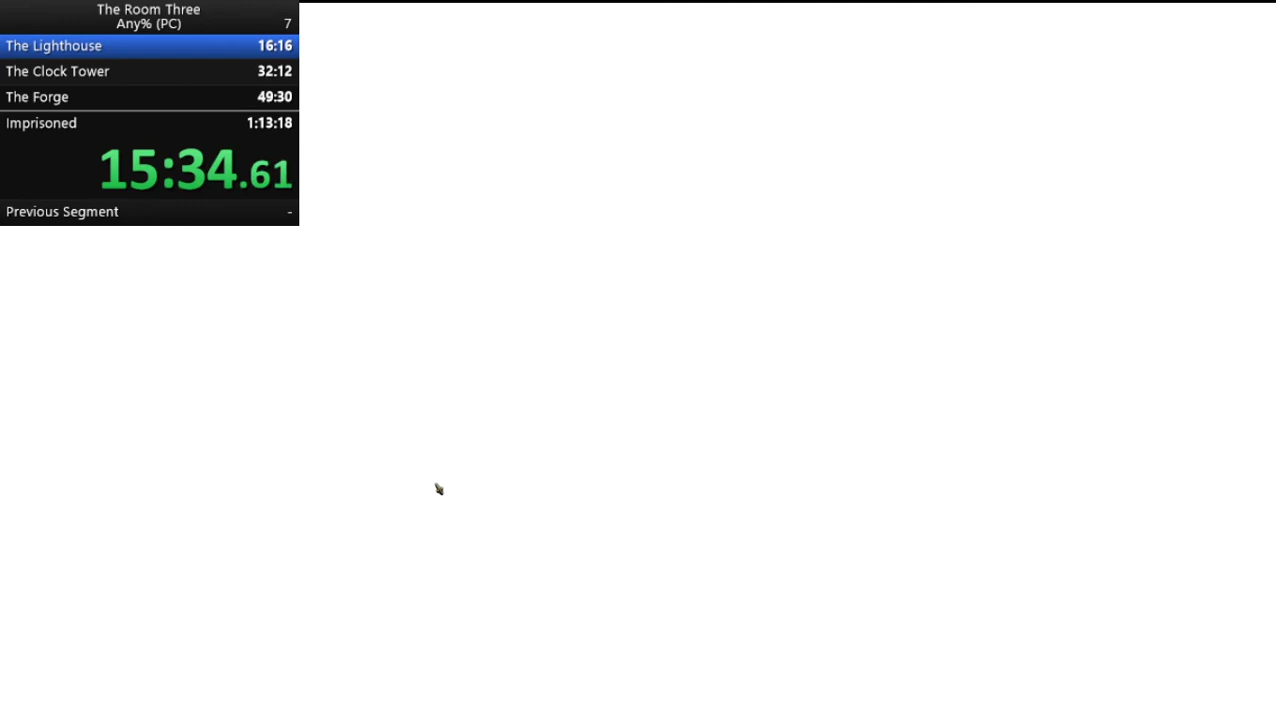 The Room Three
Any% (PC) 7
The Lighthouse 16:16
The Clock Tower 32:12
The Forge 49:30
Imprisoned 1:13:18
15:34.61
Previous Segment -